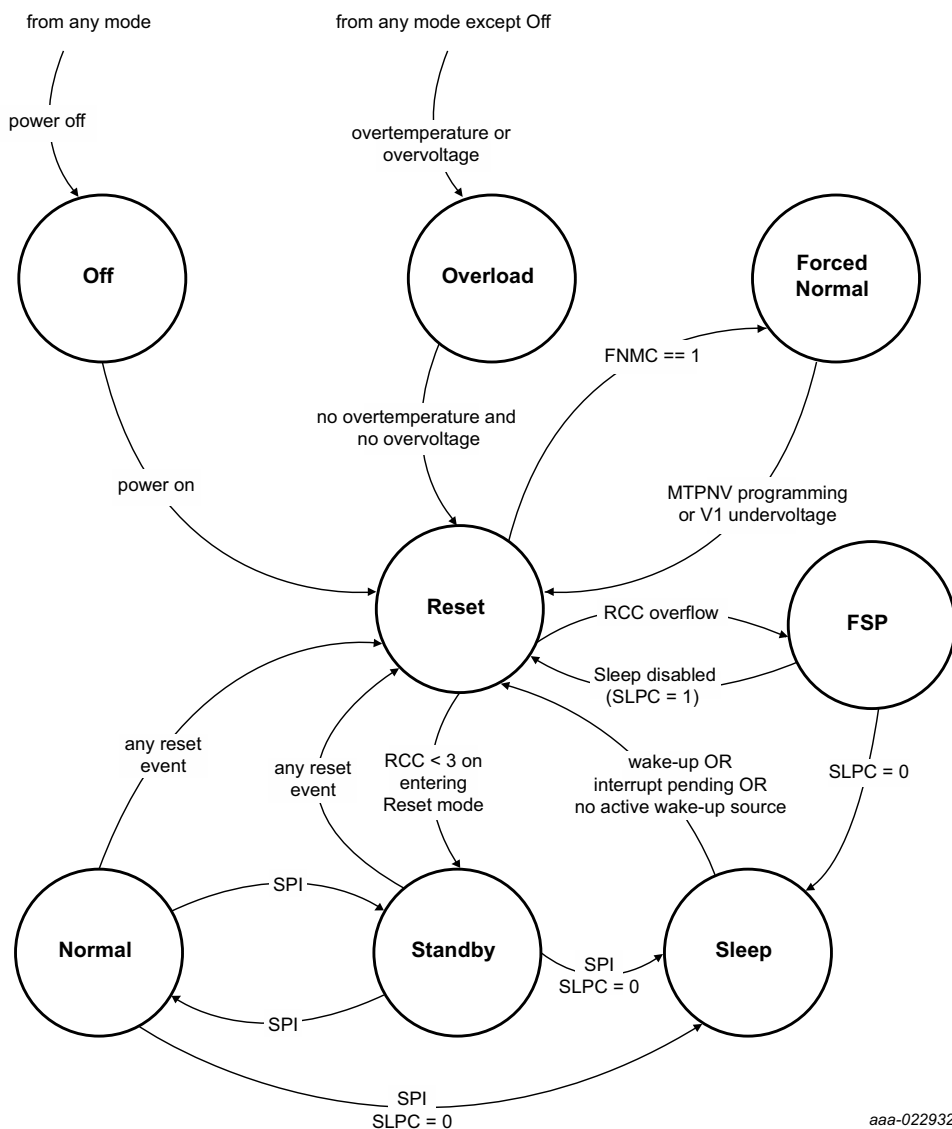 from any mode
from any mode except Off
power off
overtemperature or
overvoltage
Off
Overload
Forced
Normal
FNMC == 1
no overtemperature and
no overvoltage
power on
MTPNV programming
or V1 undervoltage
Reset
RCC overflow
FSP
Sleep disabled
(SLPC = 1)
any reset
event
any reset
event
RCC < 3 on
entering
Reset mode
wake-up OR
interrupt pending OR
no active wake-up source
SLPC = 0
SPI
Normal
Standby
Sleep
SPI
SLPC = 0
SPI
SPI
SLPC = 0
aaa-022932